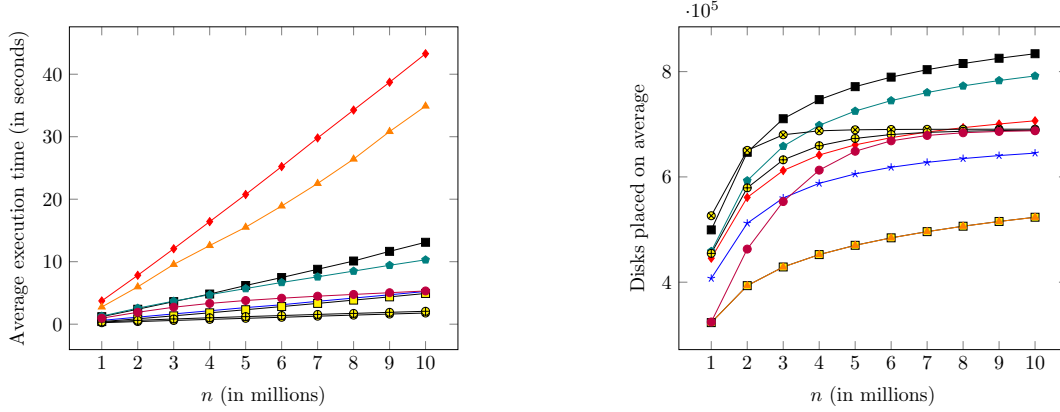 Average execution time (in seconds)
40
30
20
10
0
1 2 3 4 5 6 7 8 9 10
n (in millions)
·10⁵
Disks placed on average
8
6
4
1 2 3 4 5 6 7 8 9 10
n (in millions)